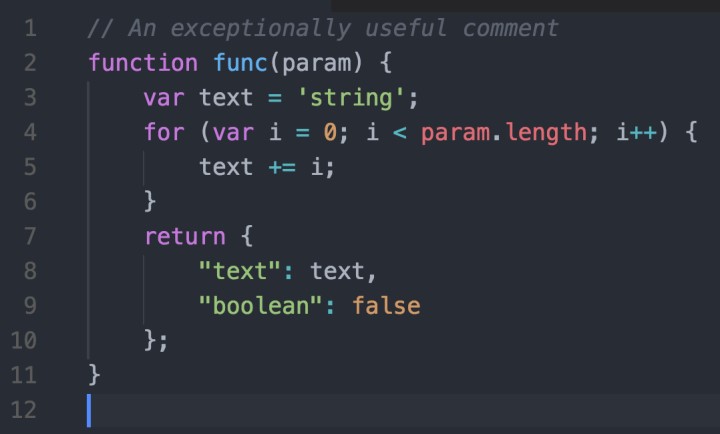 1 // An exceptionally useful comment
2 function func(param) {
3     var text = 'string';
4     for (var i = 0; i < param.length; i++) {
5         text += i;
6     }
7     return {
8         "text": text,
9         "boolean": false
10     };
11 }
12